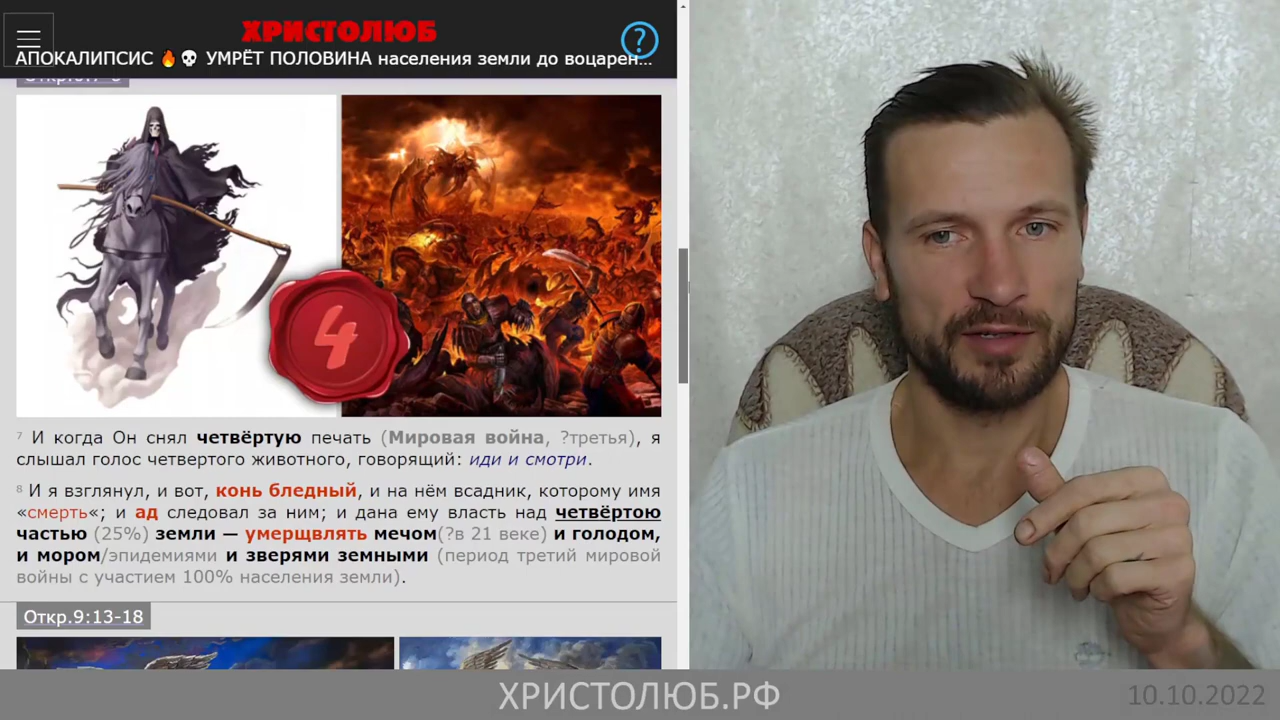 ХРИСТОЛЮБ
?
АПОКАЛИПСИС 🔥💀 УМРЁТ ПОЛОВИНА населения земли до воцарен...
4
7 И когда Он снял четвёртую печать (Мировая война, ?третья), я
слышал голос четвертого животного, говорящий: иди и смотри.
8 И я взглянул, и вот, конь бледный, и на нём всадник, которому имя
«смерть«; и ад следовал за ним; и дана ему власть над четвёртою
частью (25%) земли — умерщвлять мечом(?в 21 веке) и голодом,
и мором/эпидемиями и зверями земными (период третий мировой
войны с участием 100% населения земли).
Откр.9:13-18
ХРИСТОЛЮБ.РФ
10.10.2022